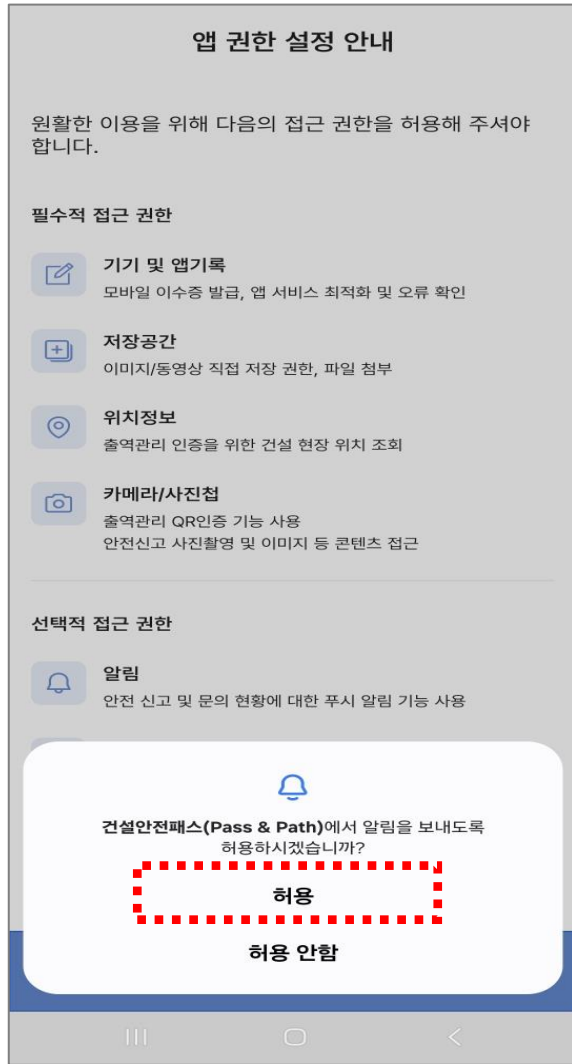 앱 권한 설정 안내
원활한 이용을 위해 다음의 접근 권한을 허용해 주셔야
합니다.
필수적 접근 권한
기기 및 앱기록
모바일 이수증 발급, 앱 서비스 최적화 및 오류 확인
저장공간
이미지/동영상 직접 저장 권한, 파일 첨부
위치정보
출역관리 인증을 위한 건설 현장 위치 조회
카메라/사진첩
출역관리 QR인증 기능 사용
안전신고 사진촬영 및 이미지 등 콘텐츠 접근
선택적 접근 권한
알림
안전 신고 및 문의 현황에 대한 푸시 알림 기능 사용
건설안전패스(Pass & Path)에서 알림을 보내도록
허용하시겠습니까?
허용
허용 안함